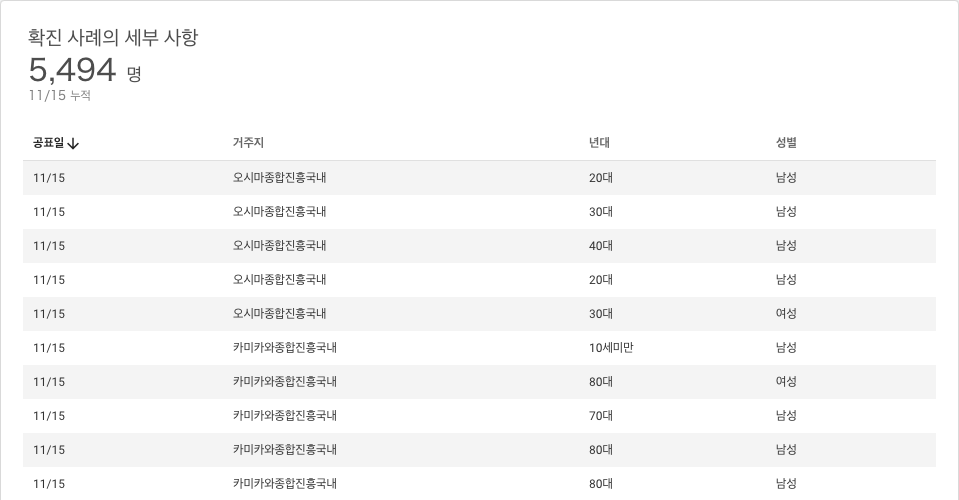 확진 사례의 세부 사항
5,494 명
11/15 누적
공표일↓ 거주지 년대 성별
11/15 오시마종합진흥국내 20대 남성
11/15 오시마종합진흥국내 30대 남성
11/15 오시마종합진흥국내 40대 남성
11/15 오시마종합진흥국내 20대 남성
11/15 오시마종합진흥국내 30대 여성
11/15 카미카와종합진흥국내 10세미만 남성
11/15 카미카와종합진흥국내 80대 여성
11/15 카미카와종합진흥국내 70대 남성
11/15 카미카와종합진흥국내 80대 남성
11/15 카미카와종합진흥국내 80대 남성